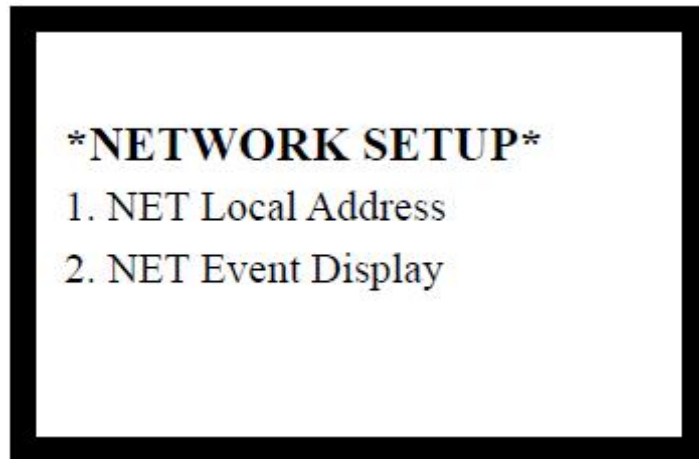 *NETWORK SETUP*
1. NET Local Address
2. NET Event Display